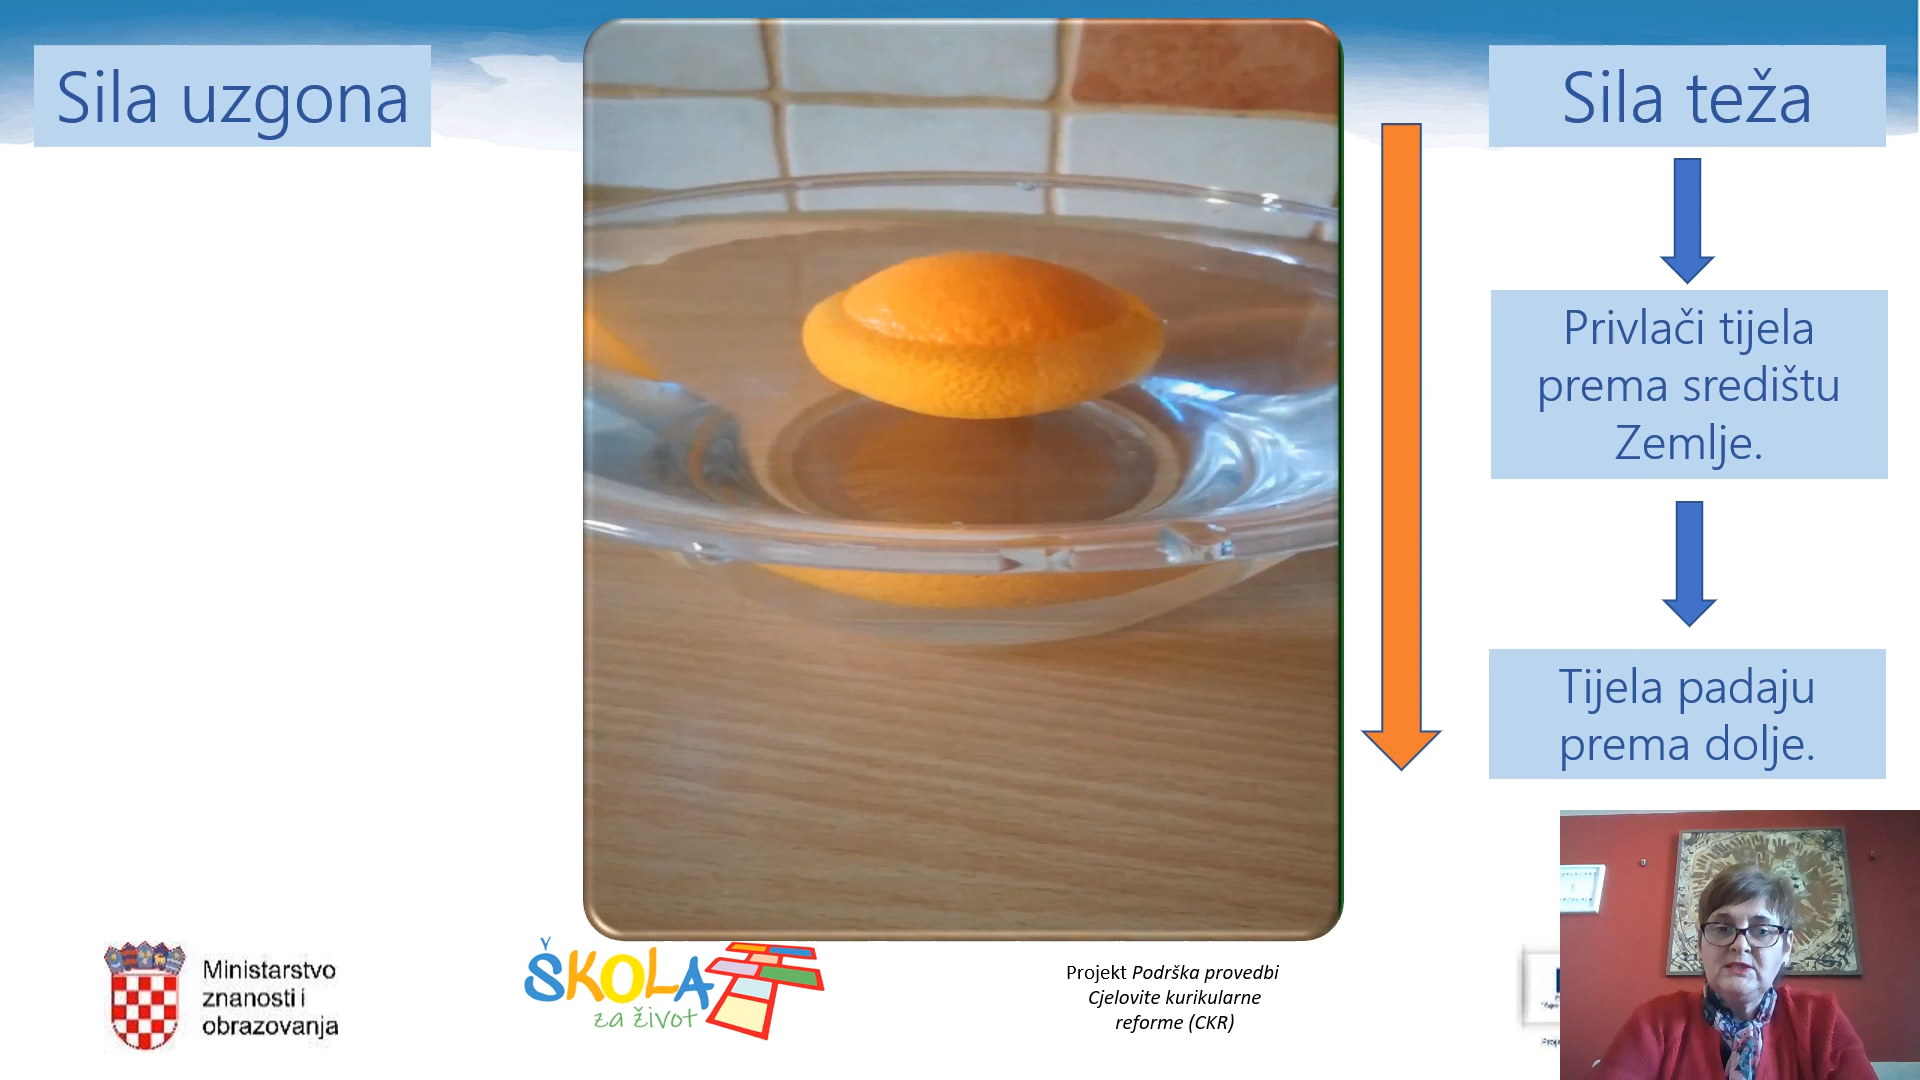 Sila uzgona
Sila teža
Privlači tijela
prema središtu
Zemlje.
Tijela padaju
prema dolje.
Ministarstvo
znanosti i
obrazovanja
ŠKOLA
za život
Projekt Podrška provedbi
Cjelovite kurikularne
reforme (CKR)